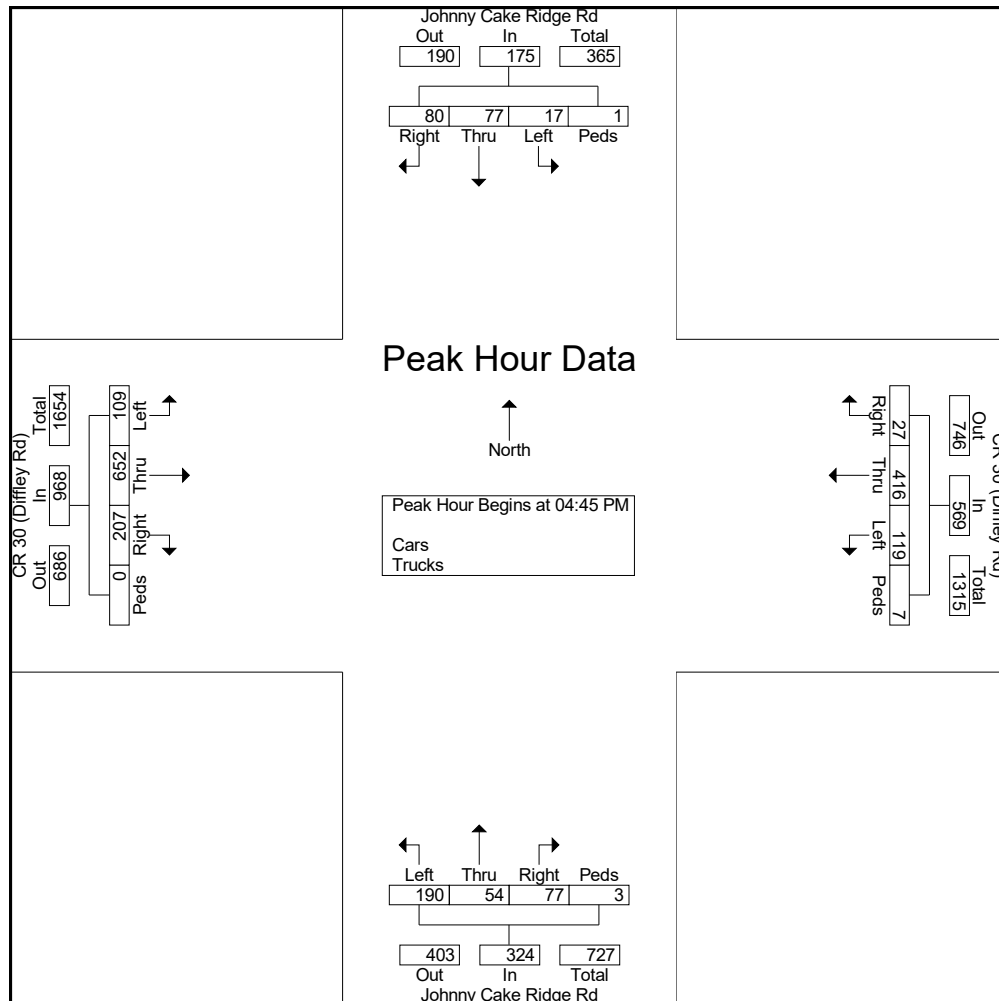 Johnny Cake Ridge Rd
Out In Total
190 175 365
80 77 17 1
Right Thru Left Peds
Peak Hour Data
North
Peak Hour Begins at 04:45 PM
Cars
Trucks
CR 30 (Diffley Rd)
Out In Total
686 968 1654
0 207 652 109
Peds Right Thru Left
CR 30 (Diffley Rd)
Out In Total
746 569 1315
27 416 119 7
Right Thru Left Peds
Left Thru Right Peds
190 54 77 3
403 324 727
Out In Total
Johnny Cake Ridge Rd